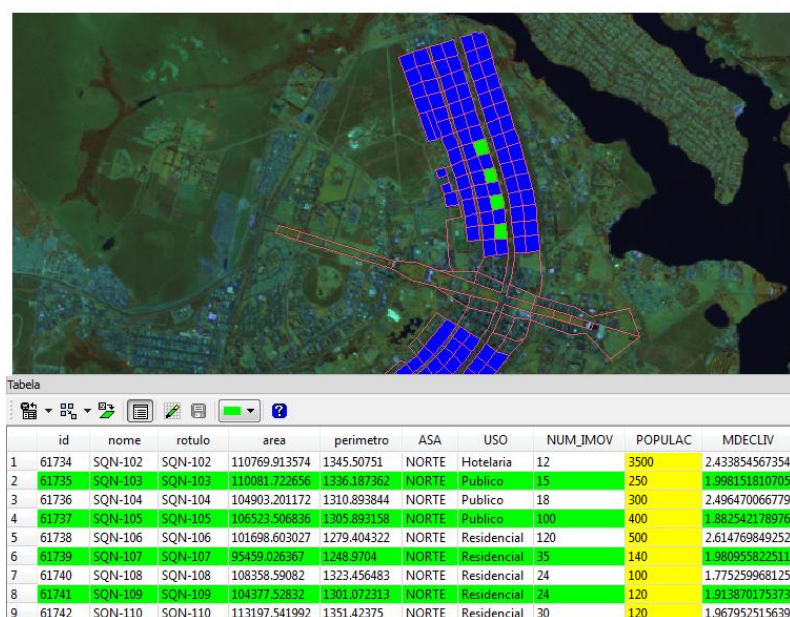 Tabela
id nome rotulo area perimetro ASA USO NUM_IMOV POPULAC MDECLIV
1 61734 SQN-102 SQN-102 110769.913574 1345.50751 NORTE Hotelaria 12 3500 2.433854567354
2 61735 SQN-103 SQN-103 110081.722656 1336.187362 NORTE Publico 15 250 1.998151810705
3 61736 SQN-104 SQN-104 104903.201172 1310.893844 NORTE Publico 18 300 2.496470066779
4 61737 SQN-105 SQN-105 106523.506836 1305.893158 NORTE Publico 100 400 1.882542178976
5 61738 SQN-106 SQN-106 101698.603027 1279.404322 NORTE Residencial 120 500 2.614769849252
6 61739 SQN-107 SQN-107 95459.026367 1248.9704 NORTE Residencial 35 140 1.980955822511
7 61740 SQN-108 SQN-108 108358.59082 1323.456483 NORTE Residencial 24 100 1.775259968125
8 61741 SQN-109 SQN-109 104377.52832 1301.072313 NORTE Residencial 24 120 1.913870175373
9 61742 SQN-110 SQN-110 113197.541992 1351.42375 NORTE Residencial 30 120 1.967952515639